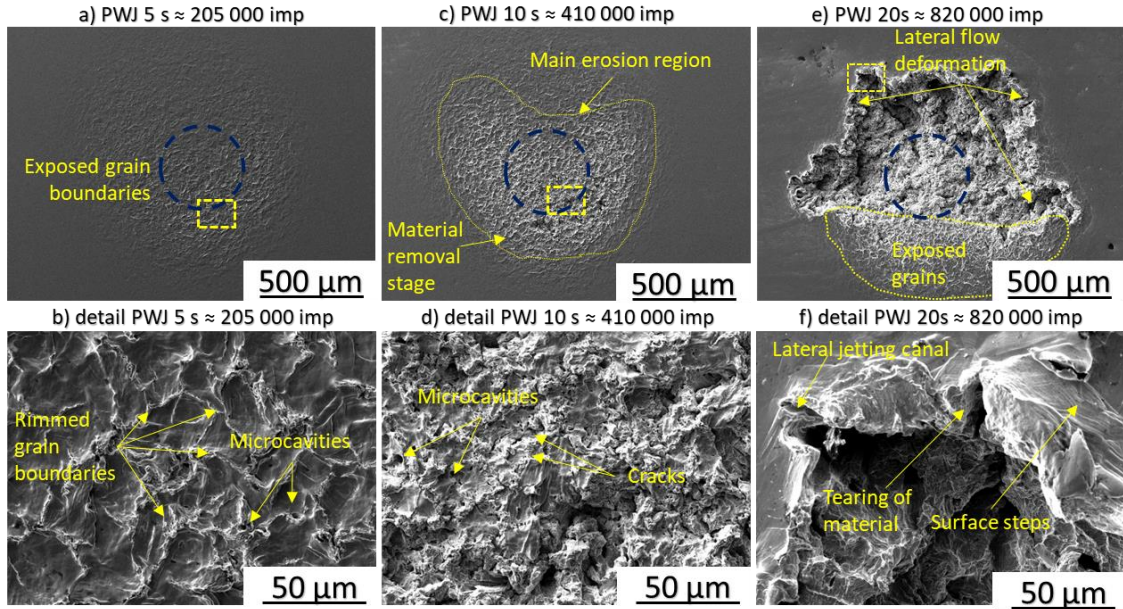 a) PWJ 5 s ≈ 205 000 imp
c) PWJ 10 s ≈ 410 000 imp
e) PWJ 20s ≈ 820 000 imp
Exposed grain
boundaries
500 µm
Main erosion region
Material
removal
stage
500 µm
Lateral flow
deformation
Exposed
grains
500 µm
b) detail PWJ 5 s ≈ 205 000 imp
d) detail PWJ 10 s ≈ 410 000 imp
f) detail PWJ 20s ≈ 820 000 imp
Rimmed
grain
boundaries
Microcavities
50 µm
Microcavities
Cracks
50 µm
Lateral jetting canal
Tearing of
material
Surface steps
50 µm